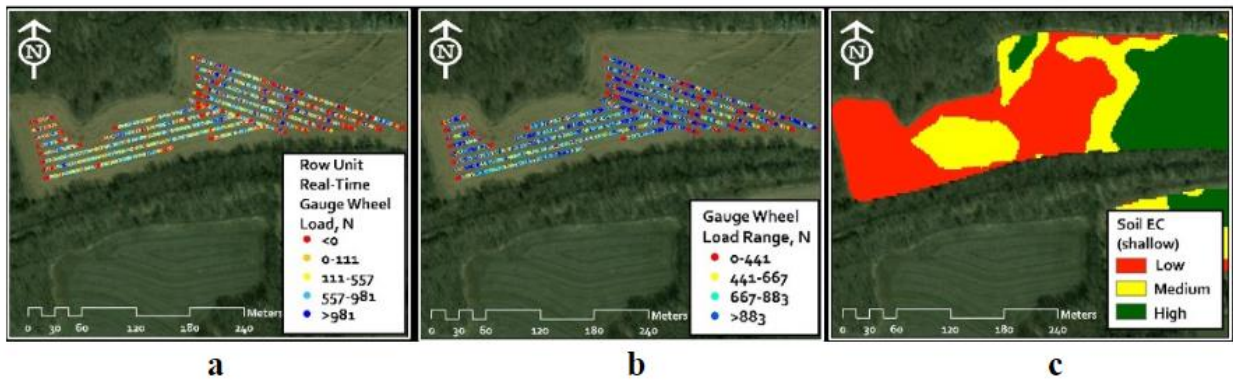 N
Row Unit
Real-Time
Gauge Wheel
Load, N
<0
0-111
111-557
557-981
>981
Meters
0 30 60 120 180 240
a
N
Gauge Wheel
Load Range, N
0-441
441-667
667-883
>883
Meters
0 30 60 120 180 240
b
N
Soil EC
(shallow)
Low
Medium
High
Meters
0 30 60 120 180 240
c